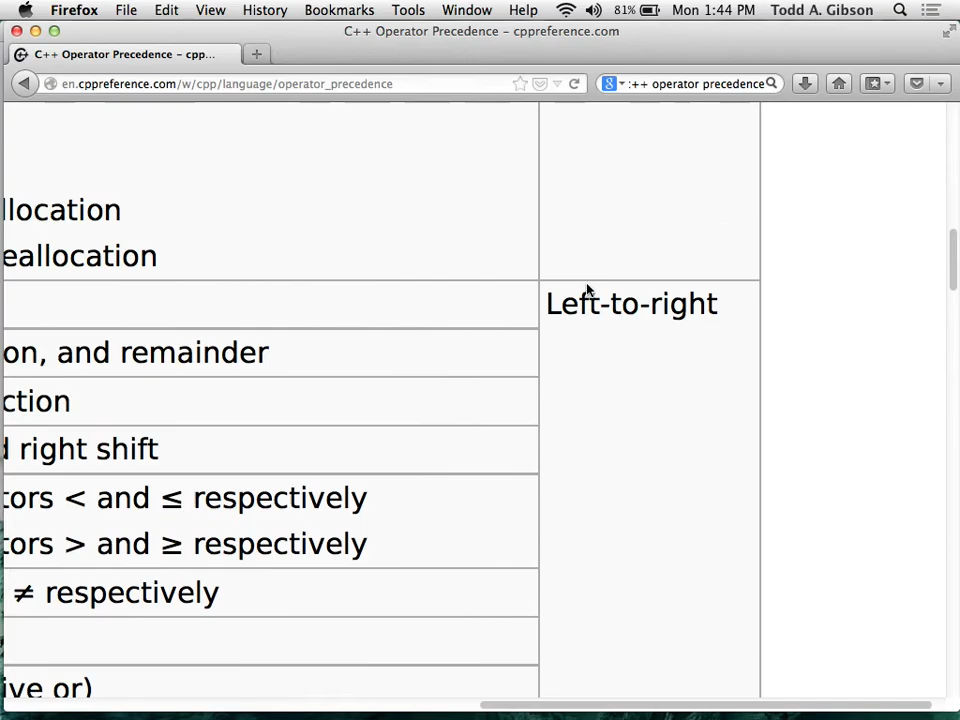 Firefox File Edit View History Bookmarks Tools Window Help 81% Mon 1:44 PM Todd A. Gibson
C++ Operator Precedence – cppreference.com
C++ Operator Precedence – cpp...
en.cppreference.com/w/cpp/language/operator_precedence
:++ operator precedence
llocation
eallocation
Left-to-right
on, and remainder
ction
d right shift
tors < and ≤ respectively
tors > and ≥ respectively
≠ respectively
ive or)